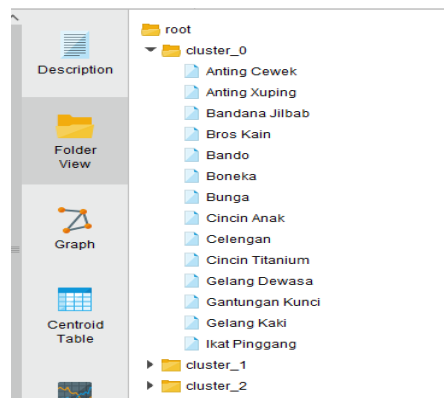 Description
Folder
View
Graph
Centroid
Table
root
cluster_0
Anting Cewek
Anting Xuping
Bandana Jilbab
Bros Kain
Bando
Boneka
Bunga
Cincin Anak
Celengan
Cincin Titanium
Gelang Dewasa
Gantungan Kunci
Gelang Kaki
Ikat Pinggang
cluster_1
cluster_2